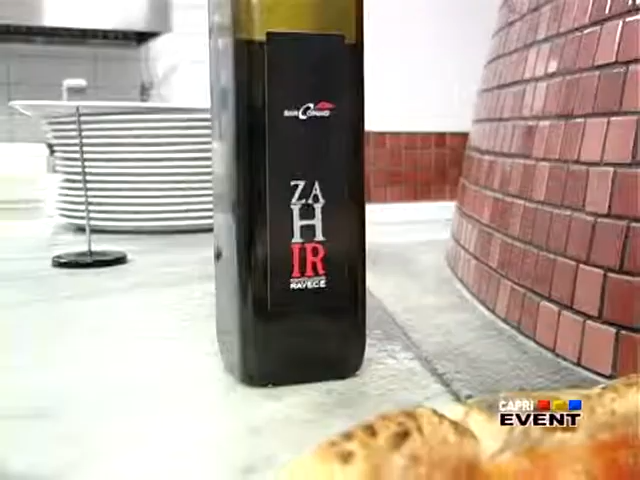 ZA
H
IR
RAVECE
CAPRI
EVENT